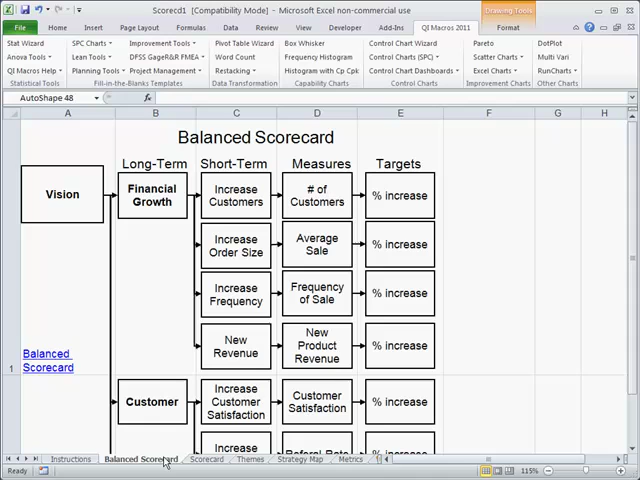 Scorecd1 [Compatibility Mode] - Microsoft Excel non-commercial use
Drawing Tools
File Home Insert Page Layout Formulas Data Review View Developer Add-Ins QI Macros 2011 Format
Stat Wizard SPC Charts Improvement Tools Pivot Table Wizard Box Whisker Control Chart Wizard Pareto DotPlot
Anova Tools Lean Tools DFSS GageR&R FMEA Word Count Frequency Histogram Control Charts (SPC) Scatter Charts Multi Vari
QI Macros Help Planning Tools Project Management Restacking Histogram with Cp Cpk Control Chart Dashboards Excel Charts RunCharts
Statistical Tools Fill-in-the-Blanks Templates Data Transformation Capability Charts Control Charts Improvement Charts Other Charts
AutoShape 48 fx
A B C D E F G H
Balanced Scorecard
Long-Term Short-Term Measures Targets
Vision
Financial
Growth
Increase
Customers
# of
Customers
% increase
Increase
Order Size
Average
Sale
% increase
Increase
Frequency
Frequency
of Sale
% increase
New
Revenue
New
Product
Revenue
% increase
Balanced
Scorecard
1
Customer
Increase
Customer
Satisfaction
Customer
Satisfaction
% increase
Increase
Referral Rate
% increase
Instructions Balanced Scorecard Scorecard Themes Strategy Map Metrics
Ready 115%